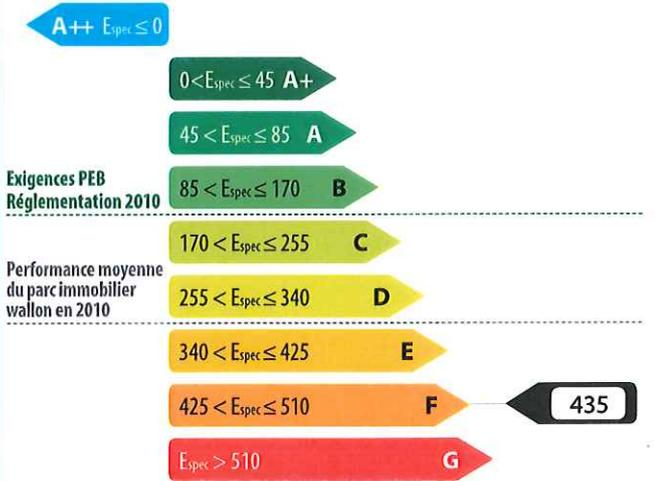 A++ Espec ≤ 0
0<Espec ≤ 45 A+
45 < Espec ≤ 85 A
Exigences PEB
Réglementation 2010
85 < Espec ≤ 170 B
170 < Espec ≤ 255 C
Performance moyenne
du parc immobilier
wallon en 2010
255 < Espec ≤ 340 D
340 < Espec ≤ 425 E
425 < Espec ≤ 510 F
435
Espec > 510 G